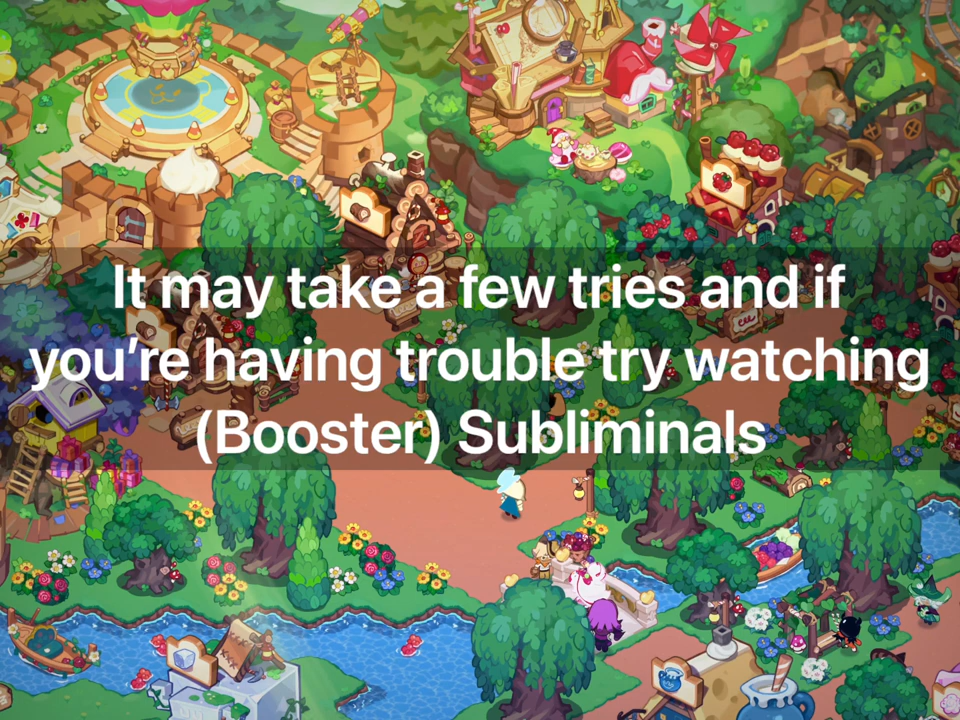 It may take a few tries and if
you’re having trouble try watching
(Booster) Subliminals